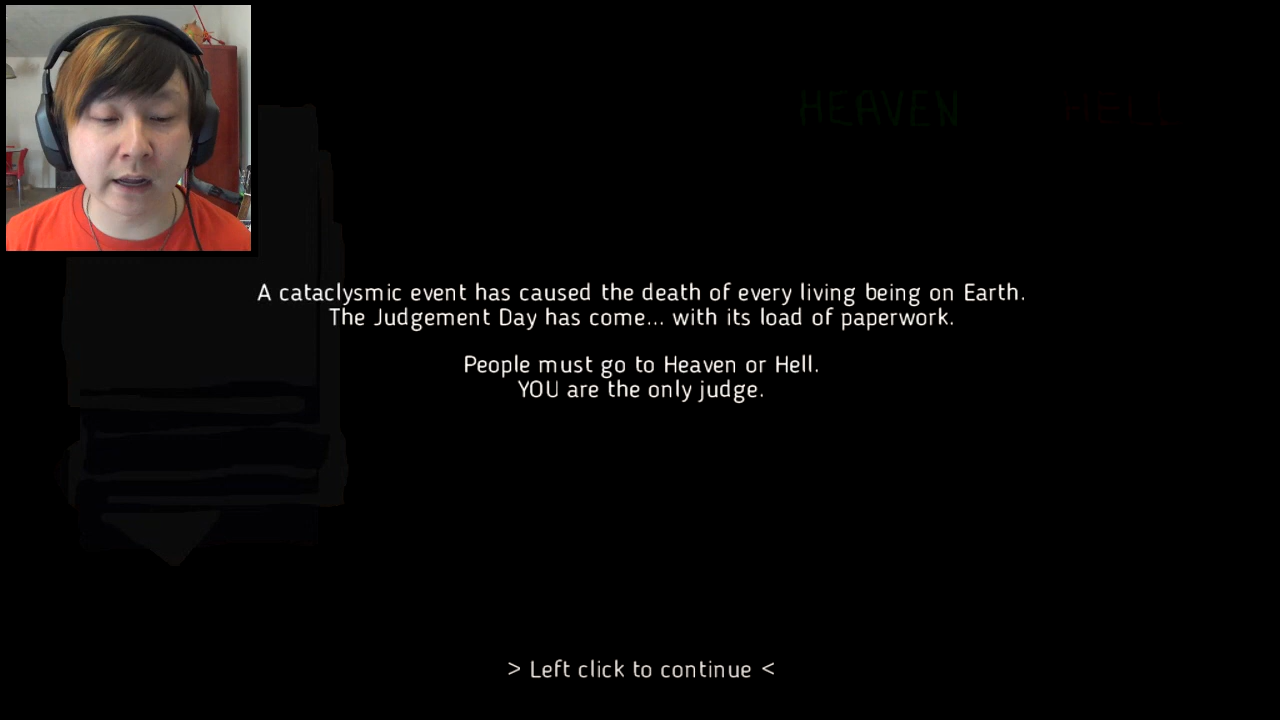 HEAVEN HELL
A cataclysmic event has caused the death of every living being on Earth.
The Judgement Day has come... with its load of paperwork.
People must go to Heaven or Hell.
YOU are the only judge.
> Left click to continue <